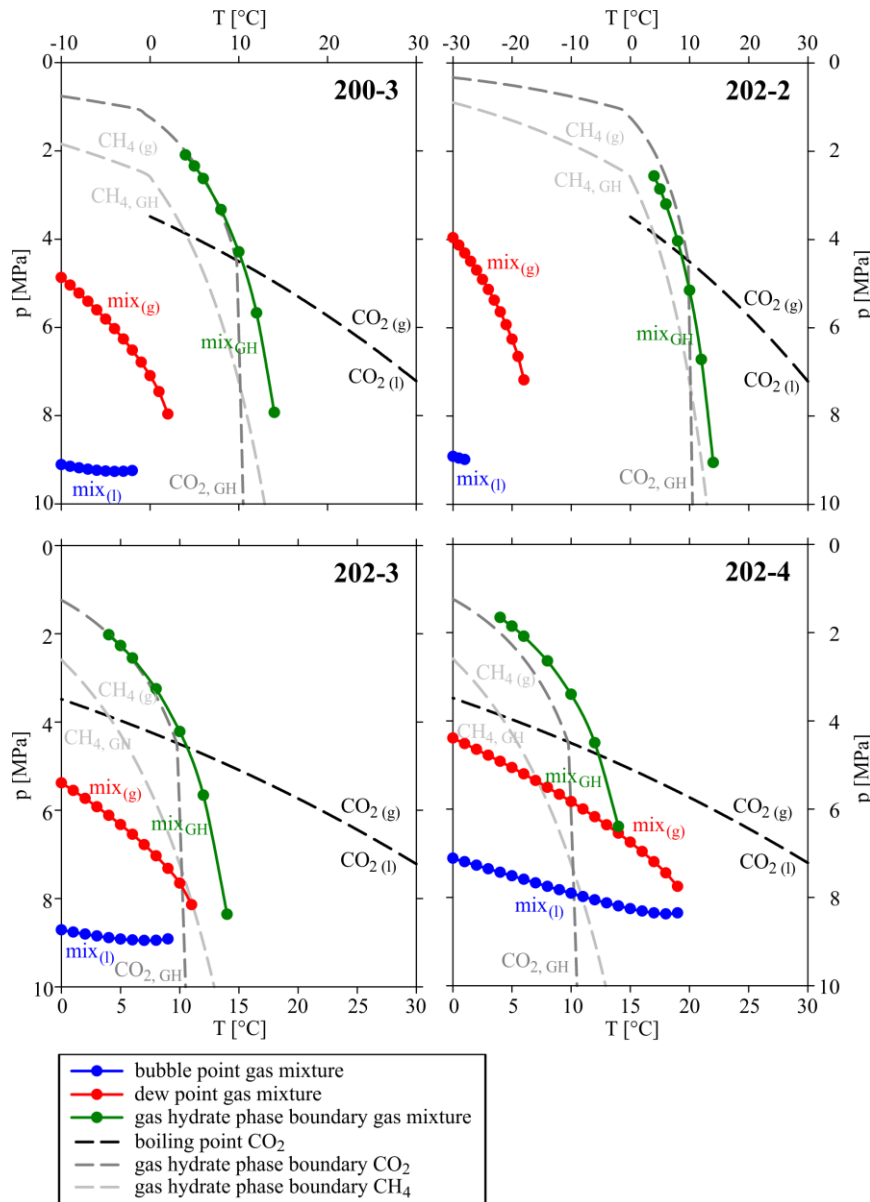 T [°C]
T [°C]
-10 0 10 20 30
-30 -20 -10 0 10 20 30
0
2
4
6
8
10
p [MPa]
200-3
CH4 (g)
CH4, GH
mix(g)
mixGH
CO2 (g)
CO2 (l)
mix(l)
CO2, GH
202-2
CH4 (g)
CH4, GH
mix(g)
mixGH
CO2 (g)
CO2 (l)
mix(l)
CO2, GH
0
2
4
6
8
10
p [MPa]
0
2
4
6
8
10
p [MPa]
202-3
CH4 (g)
CH4, GH
mix(g)
mixGH
CO2 (g)
CO2 (l)
mix(l)
CO2, GH
202-4
CH4 (g)
CH4, GH
mixGH
CO2 (g)
mix(g)
CO2 (l)
mix(l)
CO2, GH
0
2
4
6
8
10
p [MPa]
0 5 10 15 20 25 30
0 5 10 15 20 25 30
T [°C]
T [°C]
bubble point gas mixture
dew point gas mixture
gas hydrate phase boundary gas mixture
boiling point CO2
gas hydrate phase boundary CO2
gas hydrate phase boundary CH4